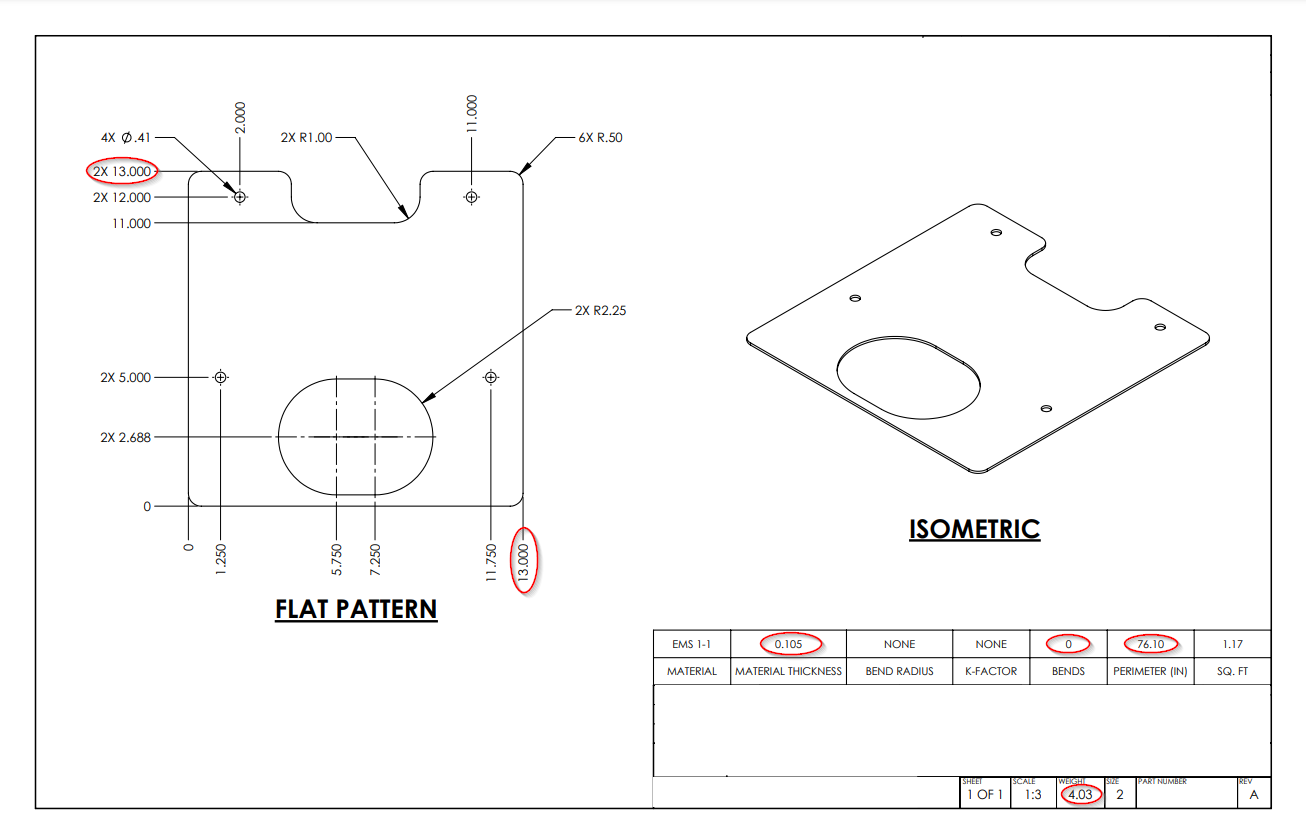 2.000
11.000
4X Ø.41
2X R1.00
6X R.50
2X 13.000
2X 12.000
11.000
2X R2.25
2X 5.000
2X 2.688
0
0
1.250
5.750
7.250
11.750
13.000
FLAT PATTERN
ISOMETRIC
EMS 1-1 0.105 NONE NONE 0 76.10 1.17
MATERIAL MATERIAL THICKNESS BEND RADIUS K-FACTOR BENDS PERIMETER (IN) SQ. FT
SHEET SCALE WEIGHT SIZE PART NUMBER REV
1 OF 1 1:3 4.03 2 A